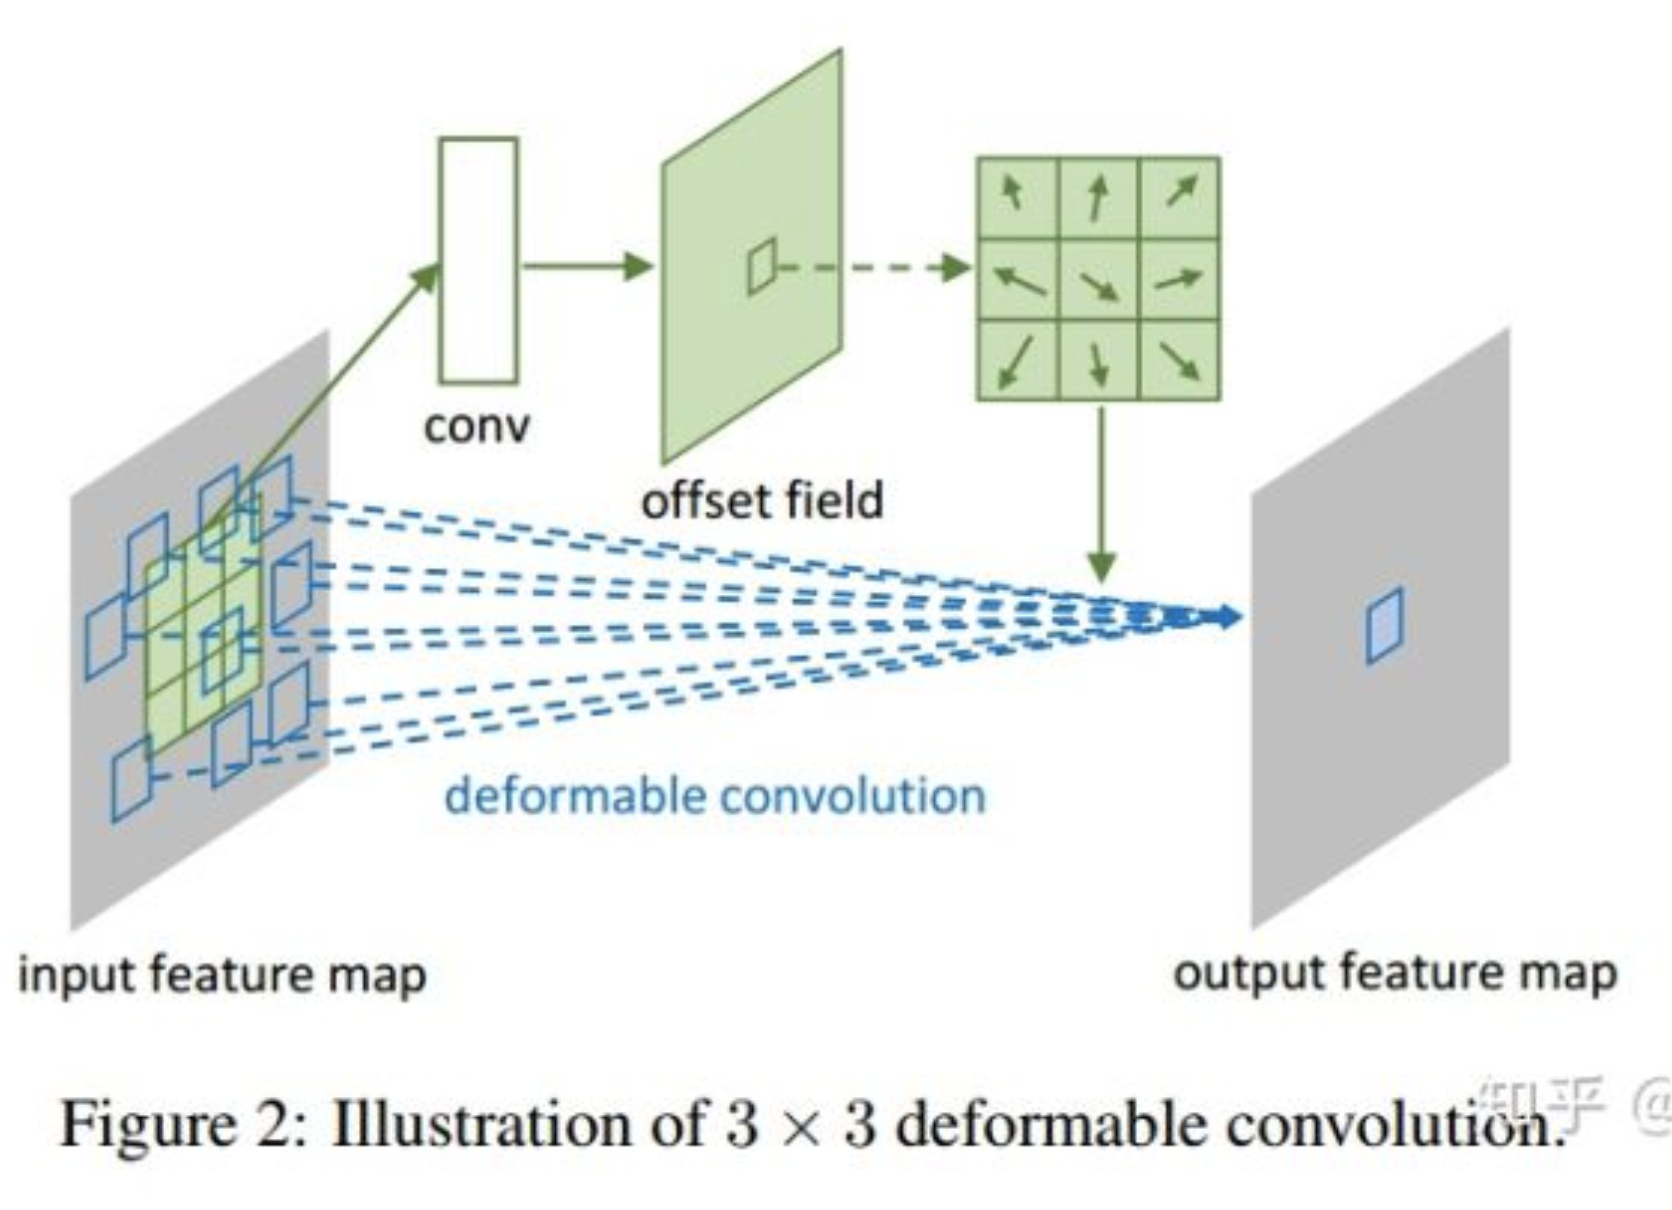 conv
offset field
deformable convolution
input feature map
output feature map
Figure 2: Illustration of 3 × 3 deformable convolution.
知乎 @